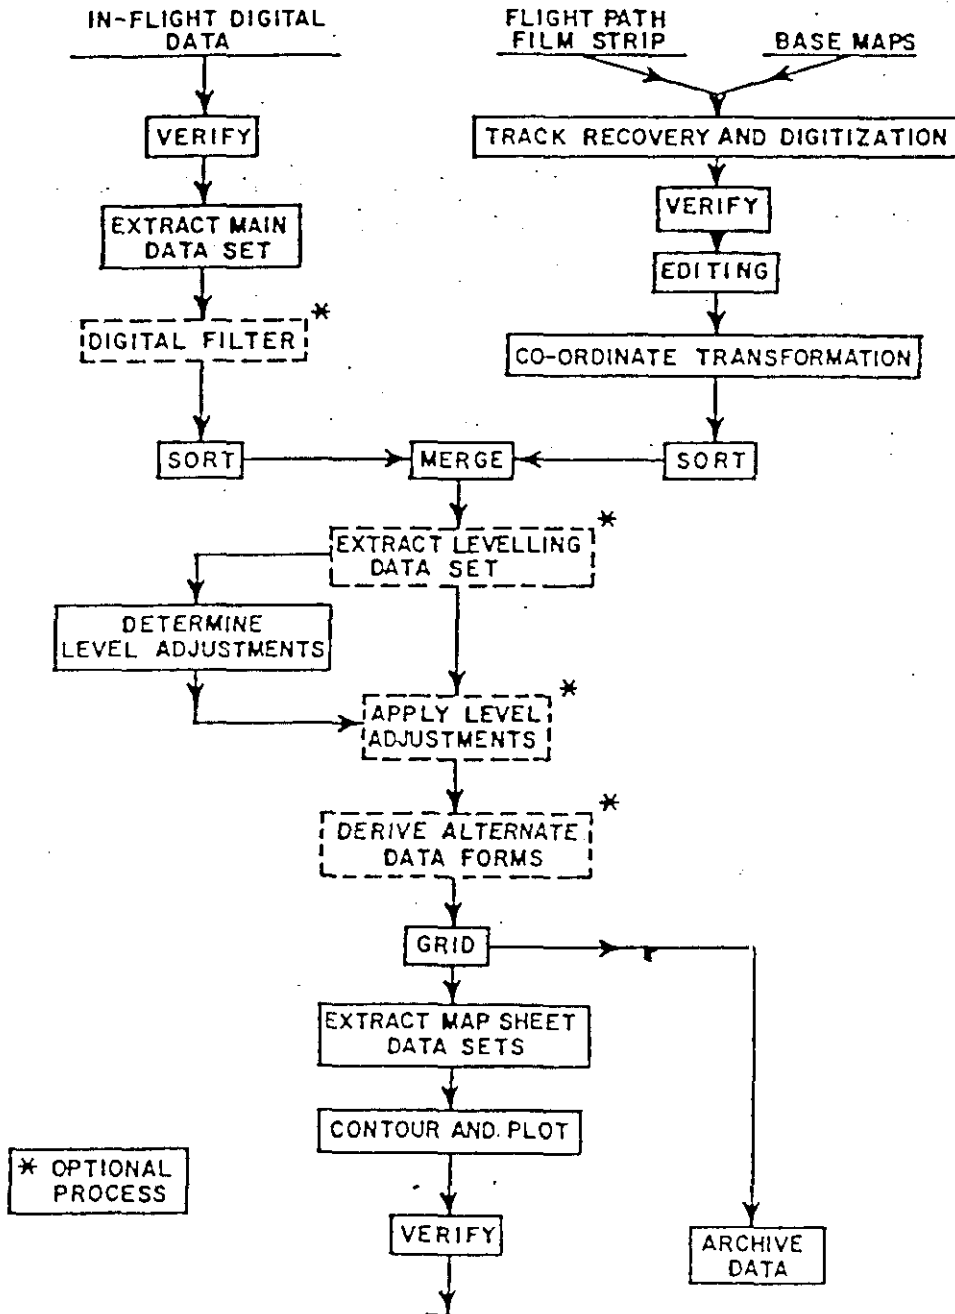 IN-FLIGHT DIGITAL
DATA
FLIGHT PATH
FILM STRIP
BASE MAPS
VERIFY
TRACK RECOVERY AND DIGITIZATION
EXTRACT MAIN
DATA SET
VERIFY
EDITING
*
DIGITAL FILTER
CO-ORDINATE TRANSFORMATION
SORT
MERGE
SORT
*
EXTRACT LEVELLING
DATA SET
DETERMINE
LEVEL ADJUSTMENTS
*
APPLY LEVEL
ADJUSTMENTS
*
DERIVE ALTERNATE
DATA FORMS
GRID
EXTRACT MAP SHEET
DATA SETS
CONTOUR AND. PLOT
* OPTIONAL
PROCESS
VERIFY
ARCHIVE
DATA